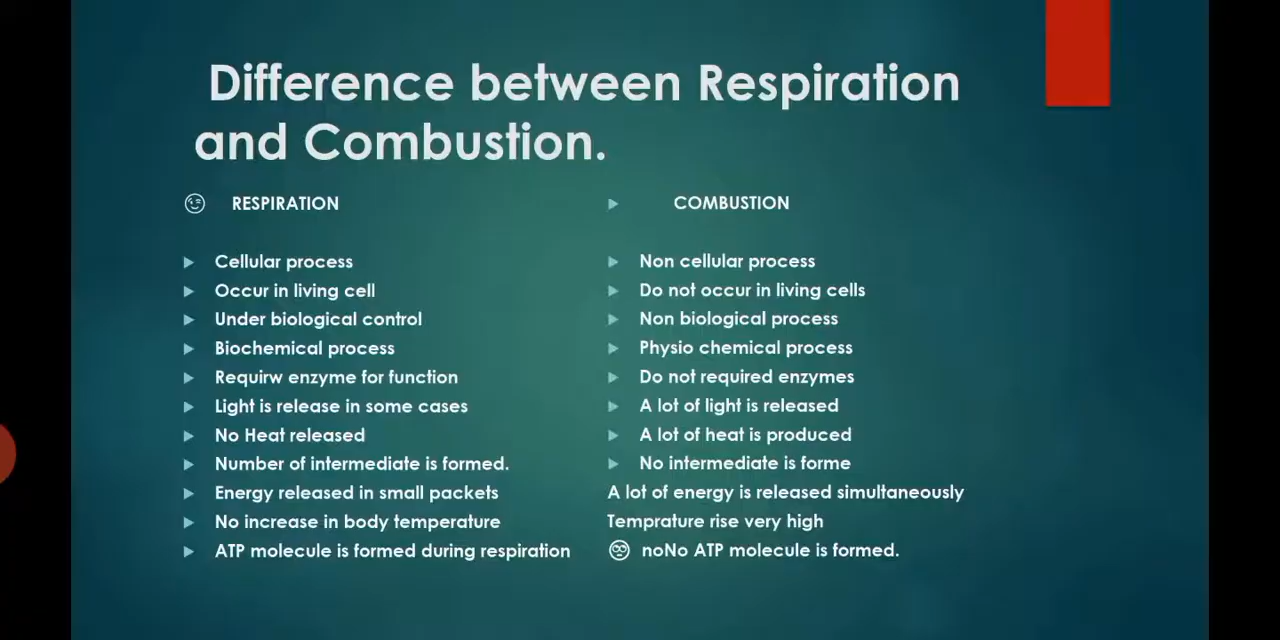 Difference between Respiration
and Combustion.
RESPIRATION
Cellular process
Occur in living cell
Under biological control
Biochemical process
Requirw enzyme for function
Light is release in some cases
No Heat released
Number of intermediate is formed.
Energy released in small packets
No increase in body temperature
ATP molecule is formed during respiration
COMBUSTION
Non cellular process
Do not occur in living cells
Non biological process
Physio chemical process
Do not required enzymes
A lot of light is released
A lot of heat is produced
No intermediate is forme
A lot of energy is released simultaneously
Temprature rise very high
noNo ATP molecule is formed.